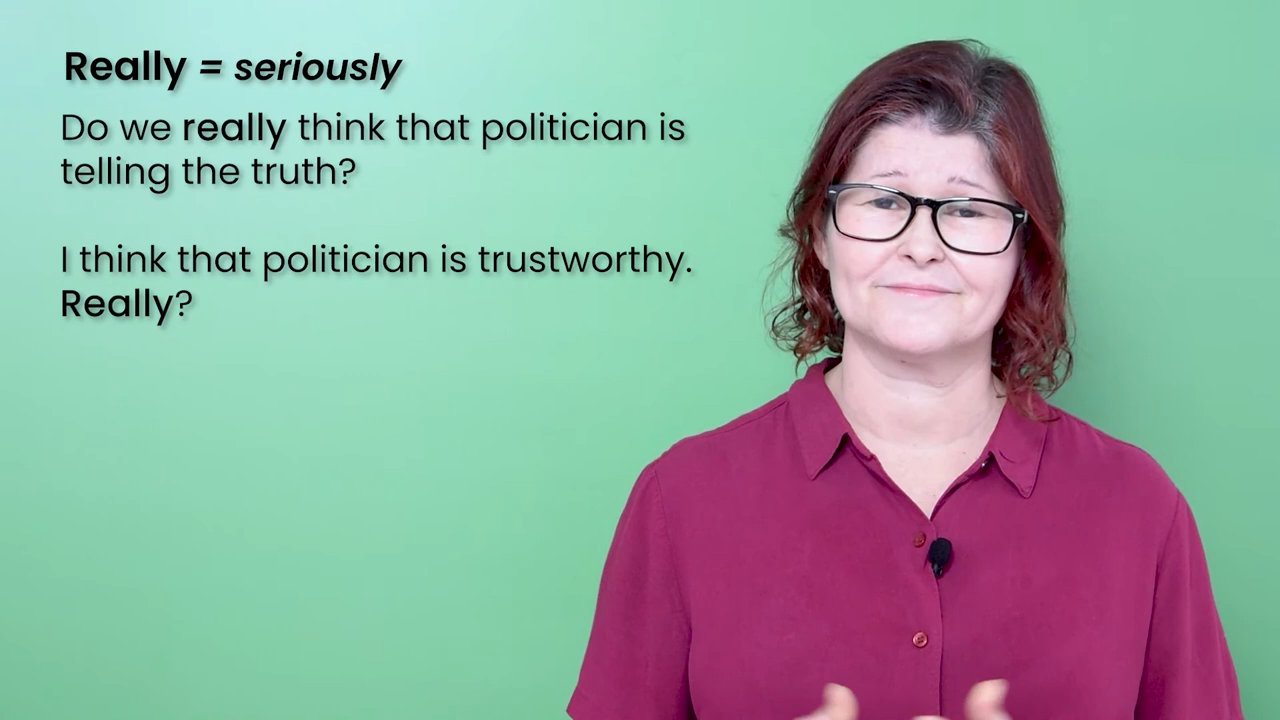 Really = seriously
Do we really think that politician is
telling the truth?
I think that politician is trustworthy.
Really?